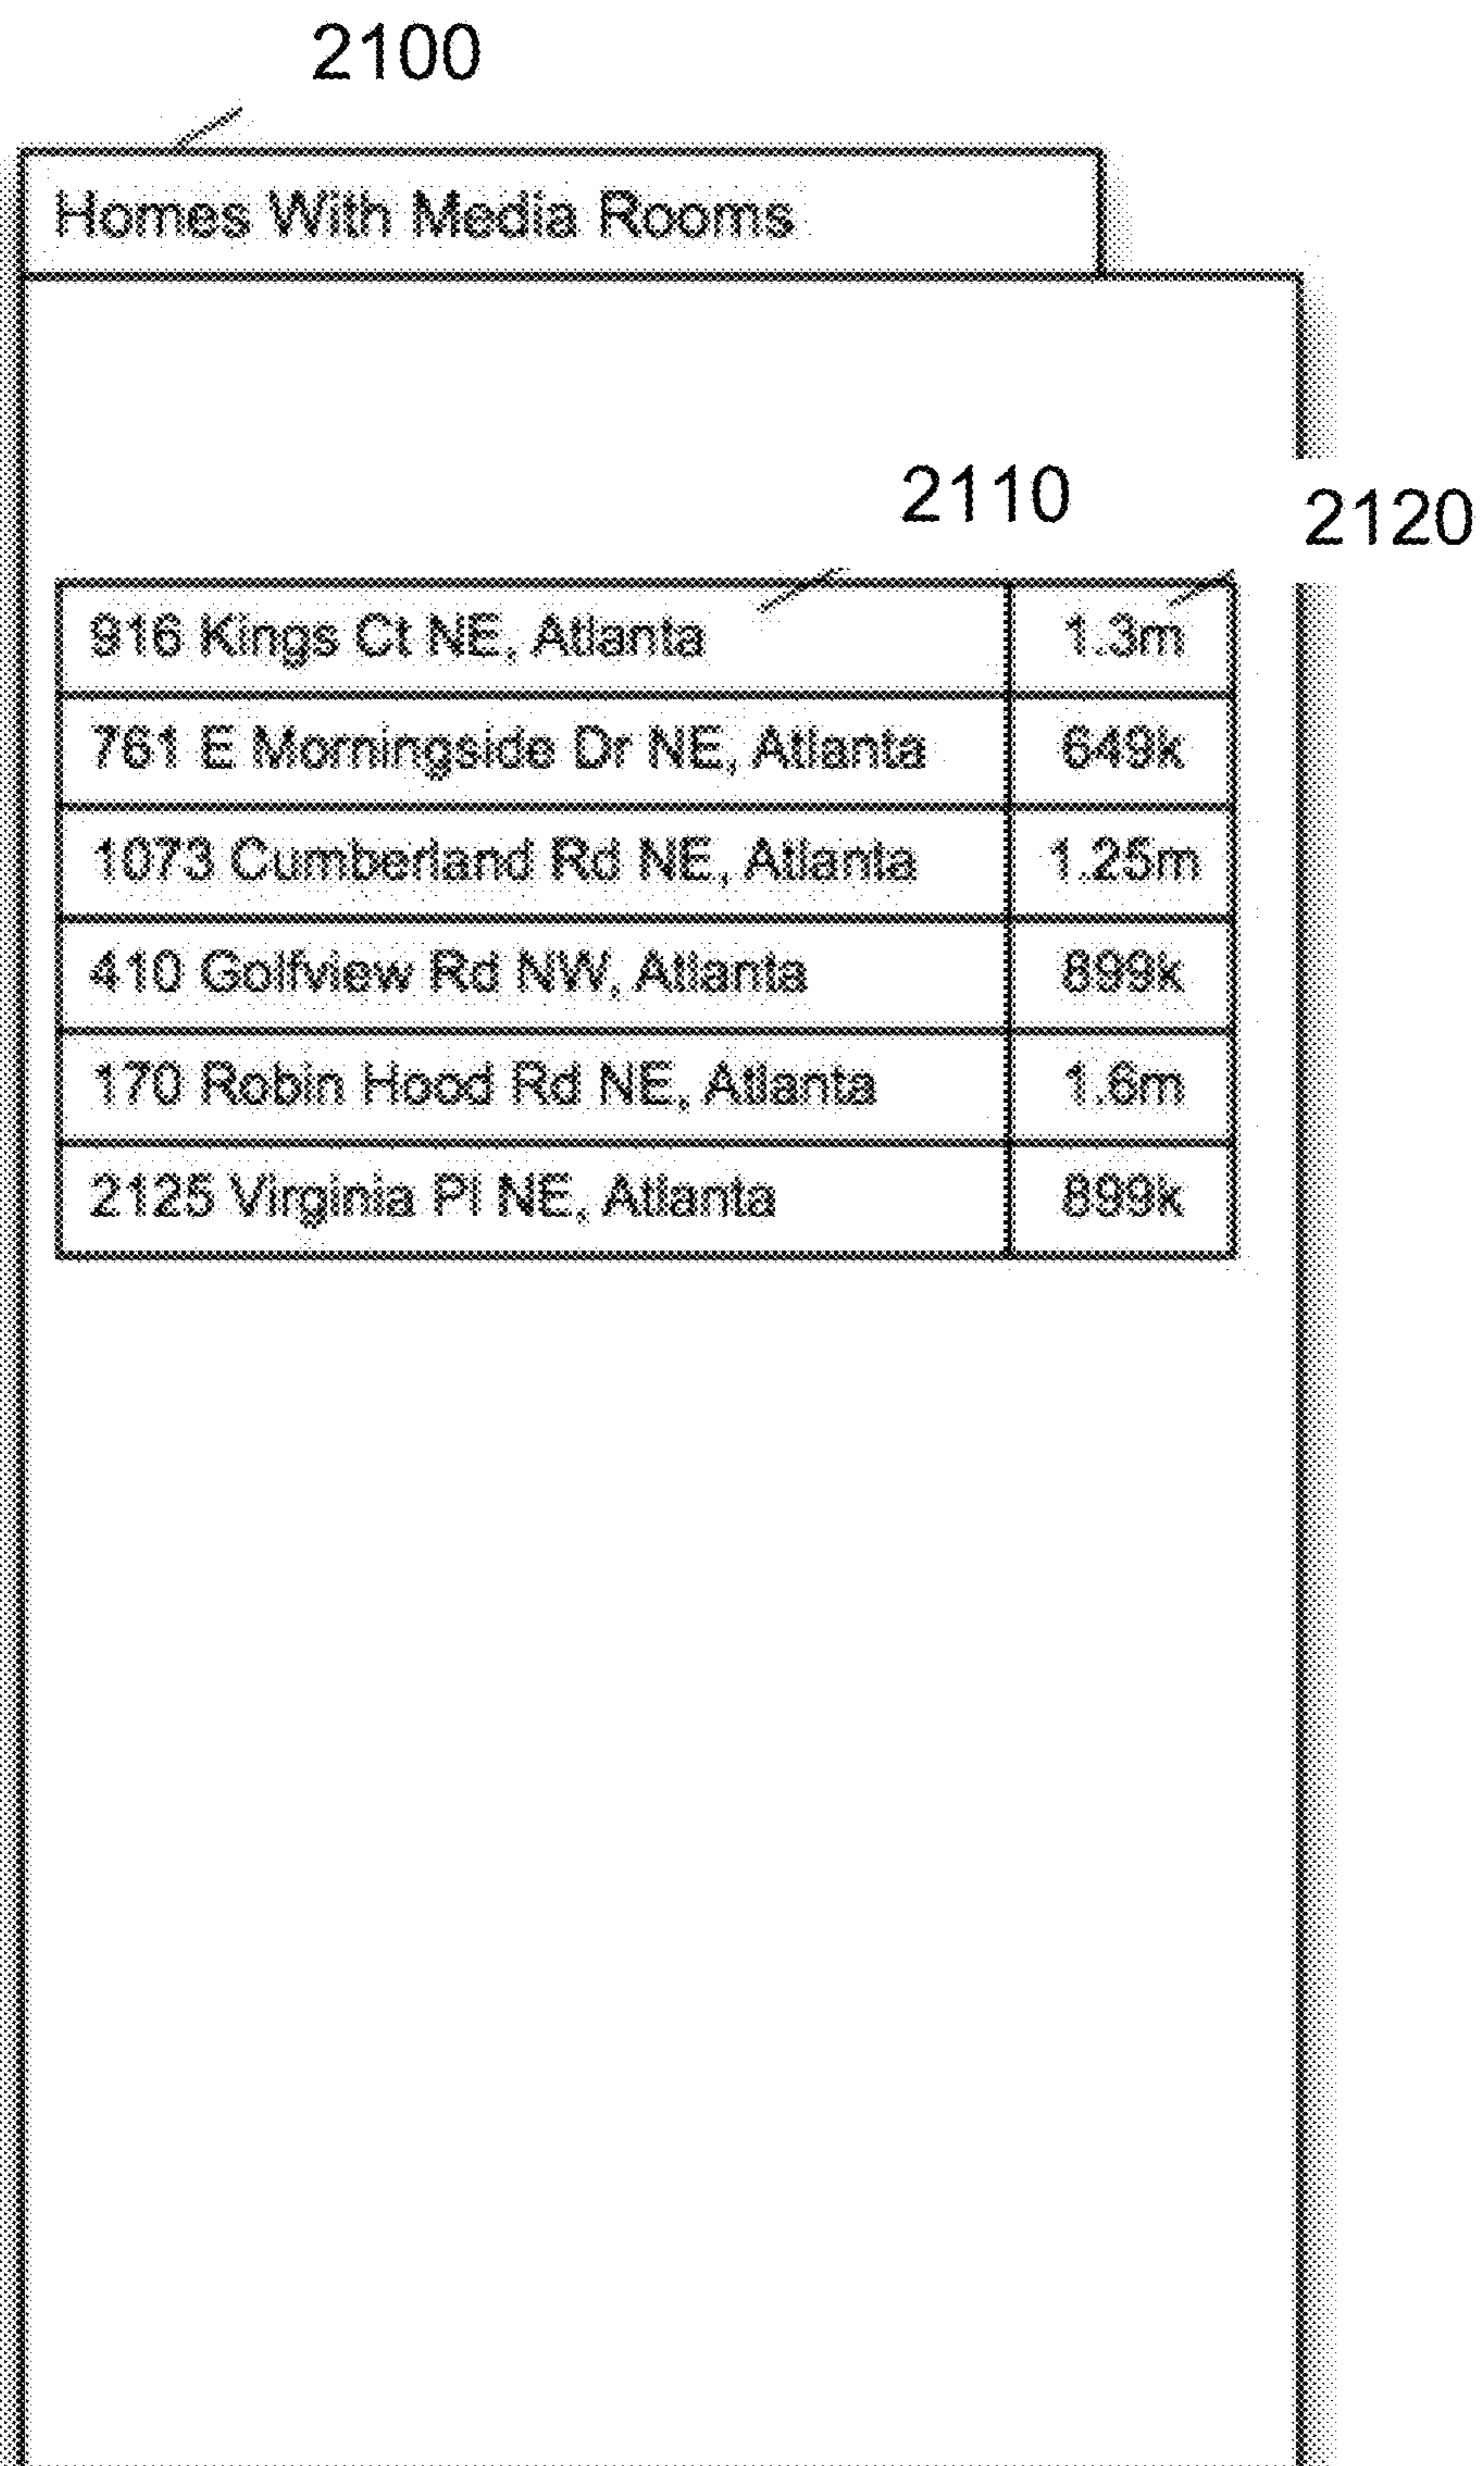 2100
Homes With Media Rooms
2110
2120
916 Kings Ct NE, Atlanta 1.3m
761 E Morningside Dr NE, Atlanta 649k
1073 Cumberland Rd NE, Atlanta 1.25m
410 Golfview Rd NW, Atlanta 899k
170 Robin Hood Rd NE, Atlanta 1.6m
2125 Virginia Pl NE, Atlanta 899k